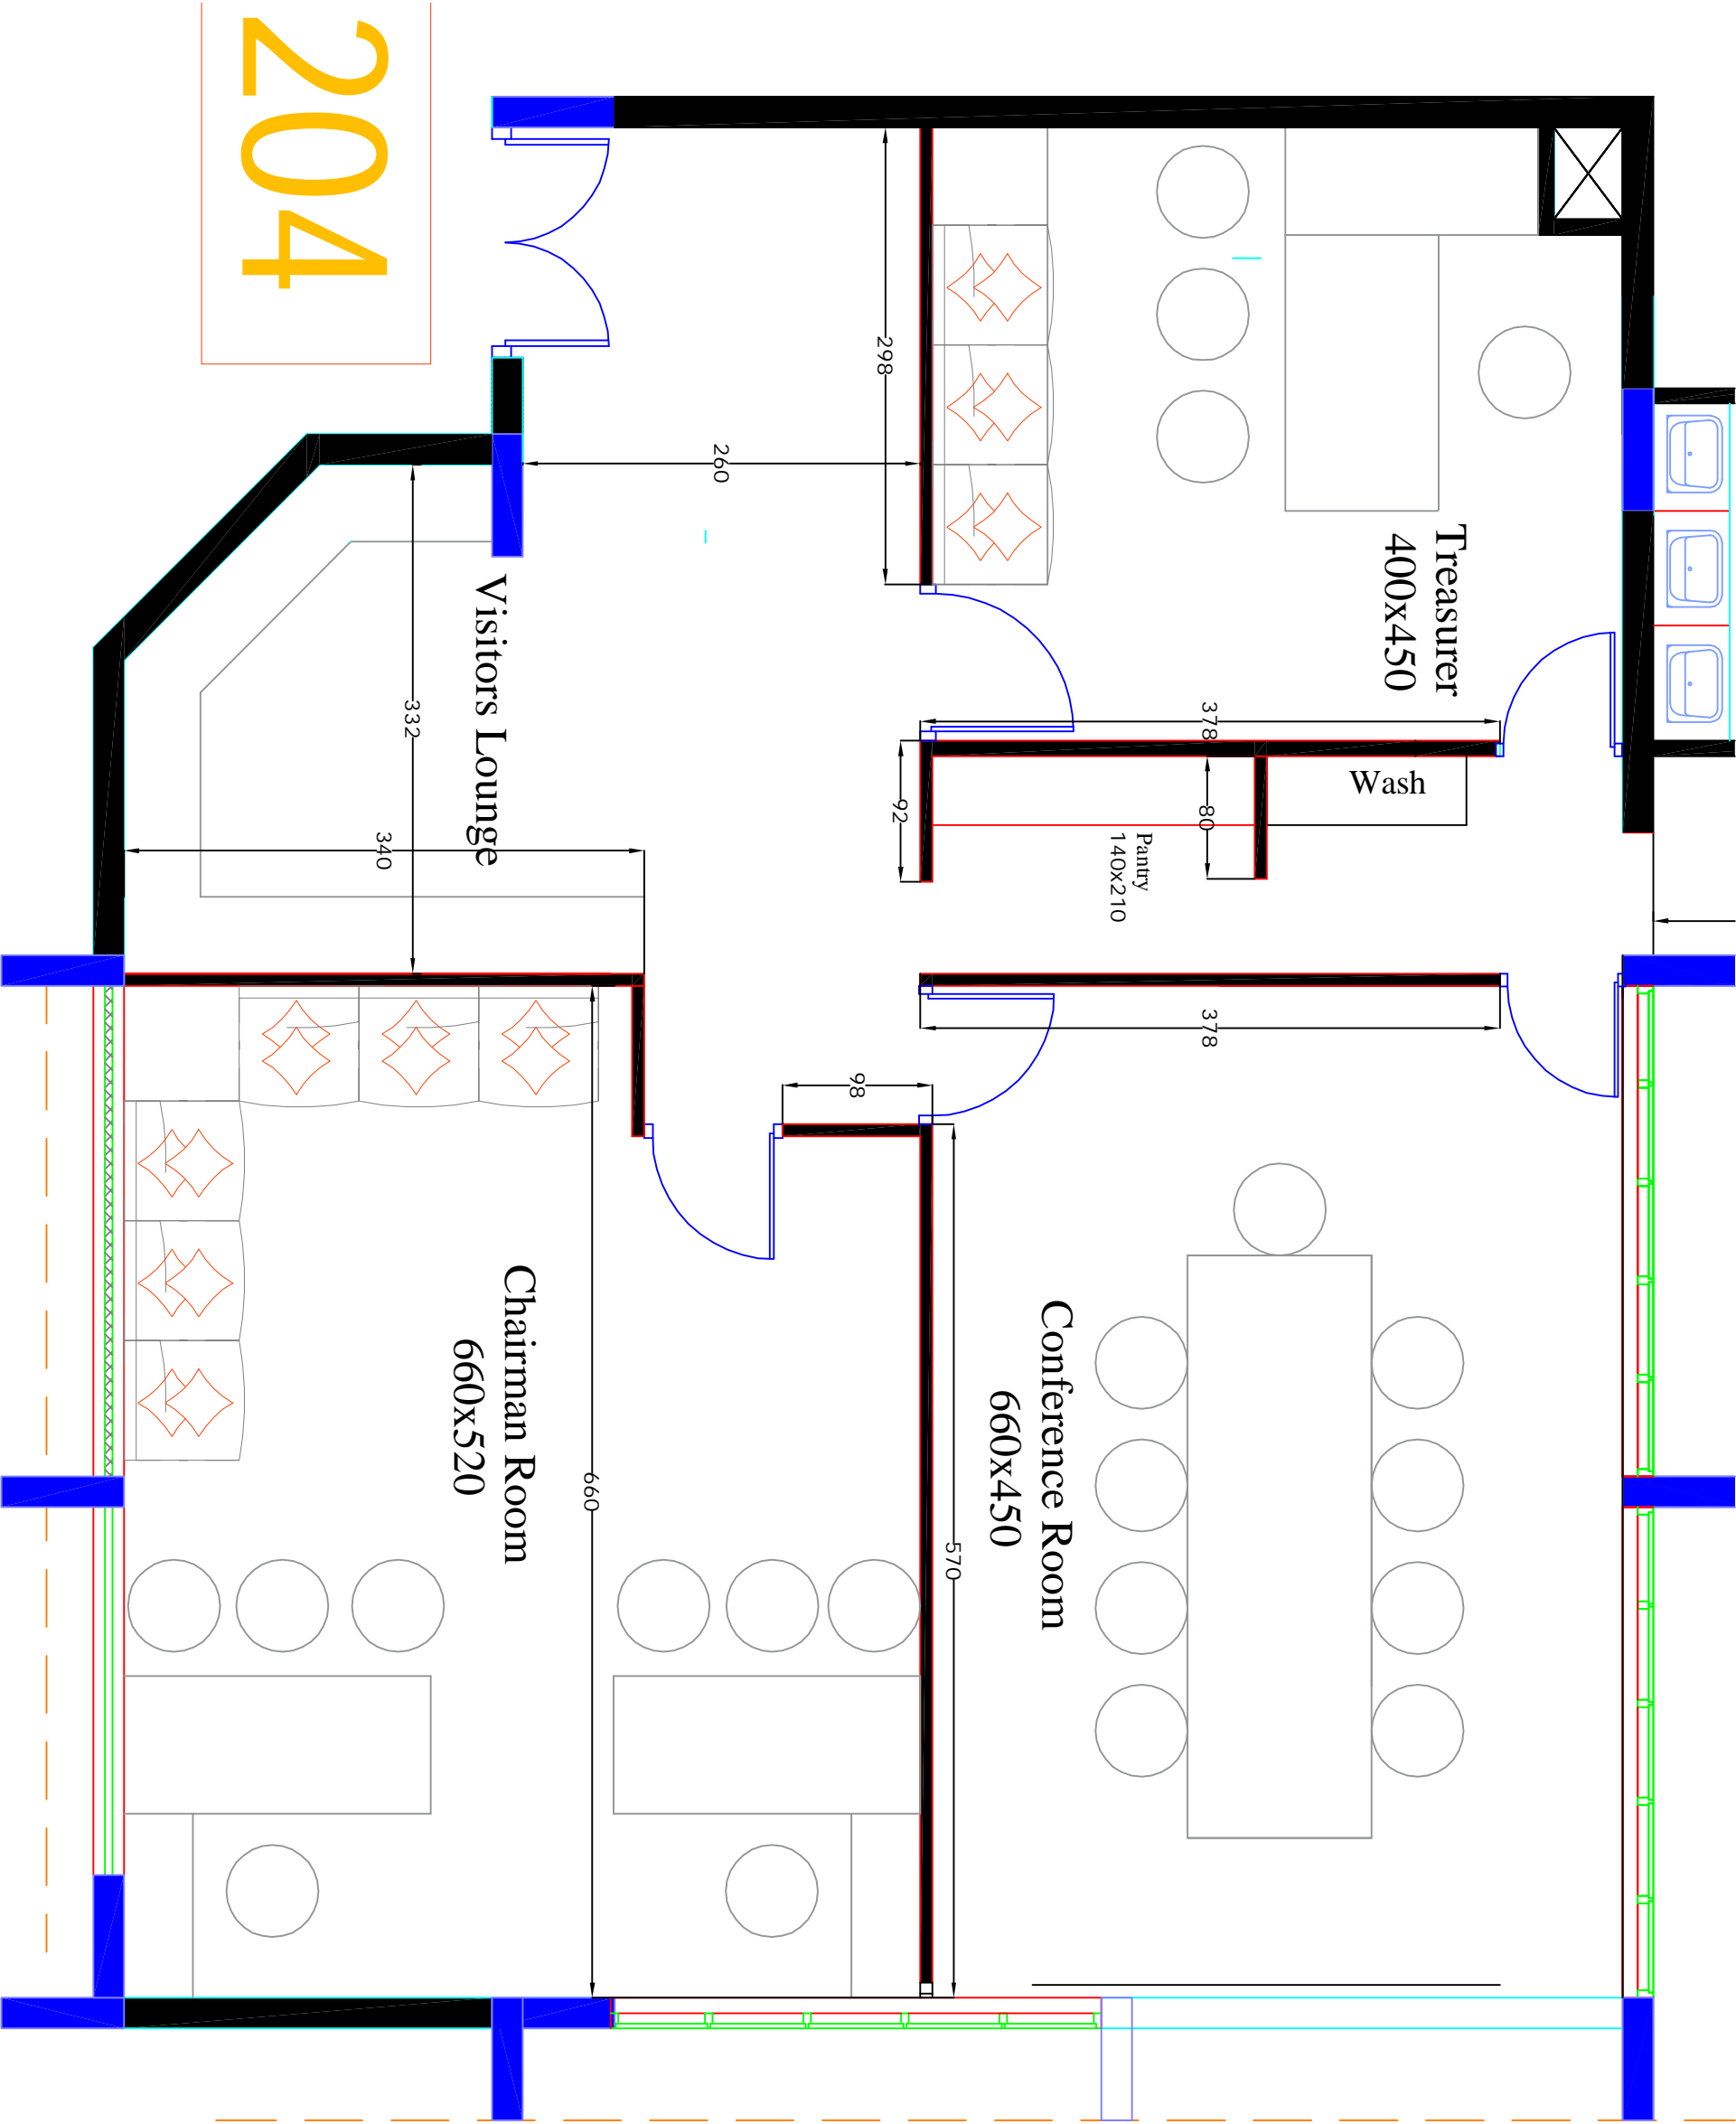 204
Treasurer
400x450
298
260
378
Visitors Lounge
332
340
92
80
Wash
Pantry
140x210
378
98
Conference Room
660x450
570
Chairman Room
660x520
660